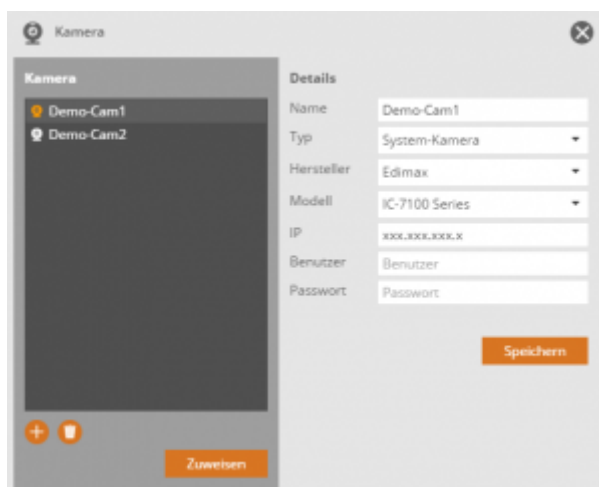 Kamera
Kamera
Demo-Cam1
Demo-Cam2
Zuweisen
Details
Name Demo-Cam1
Typ System-Kamera
Hersteller Edimax
Modell IC-7100 Series
IP xxx.xxx.xxx.x
Benutzer Benutzer
Passwort Passwort
Speichern